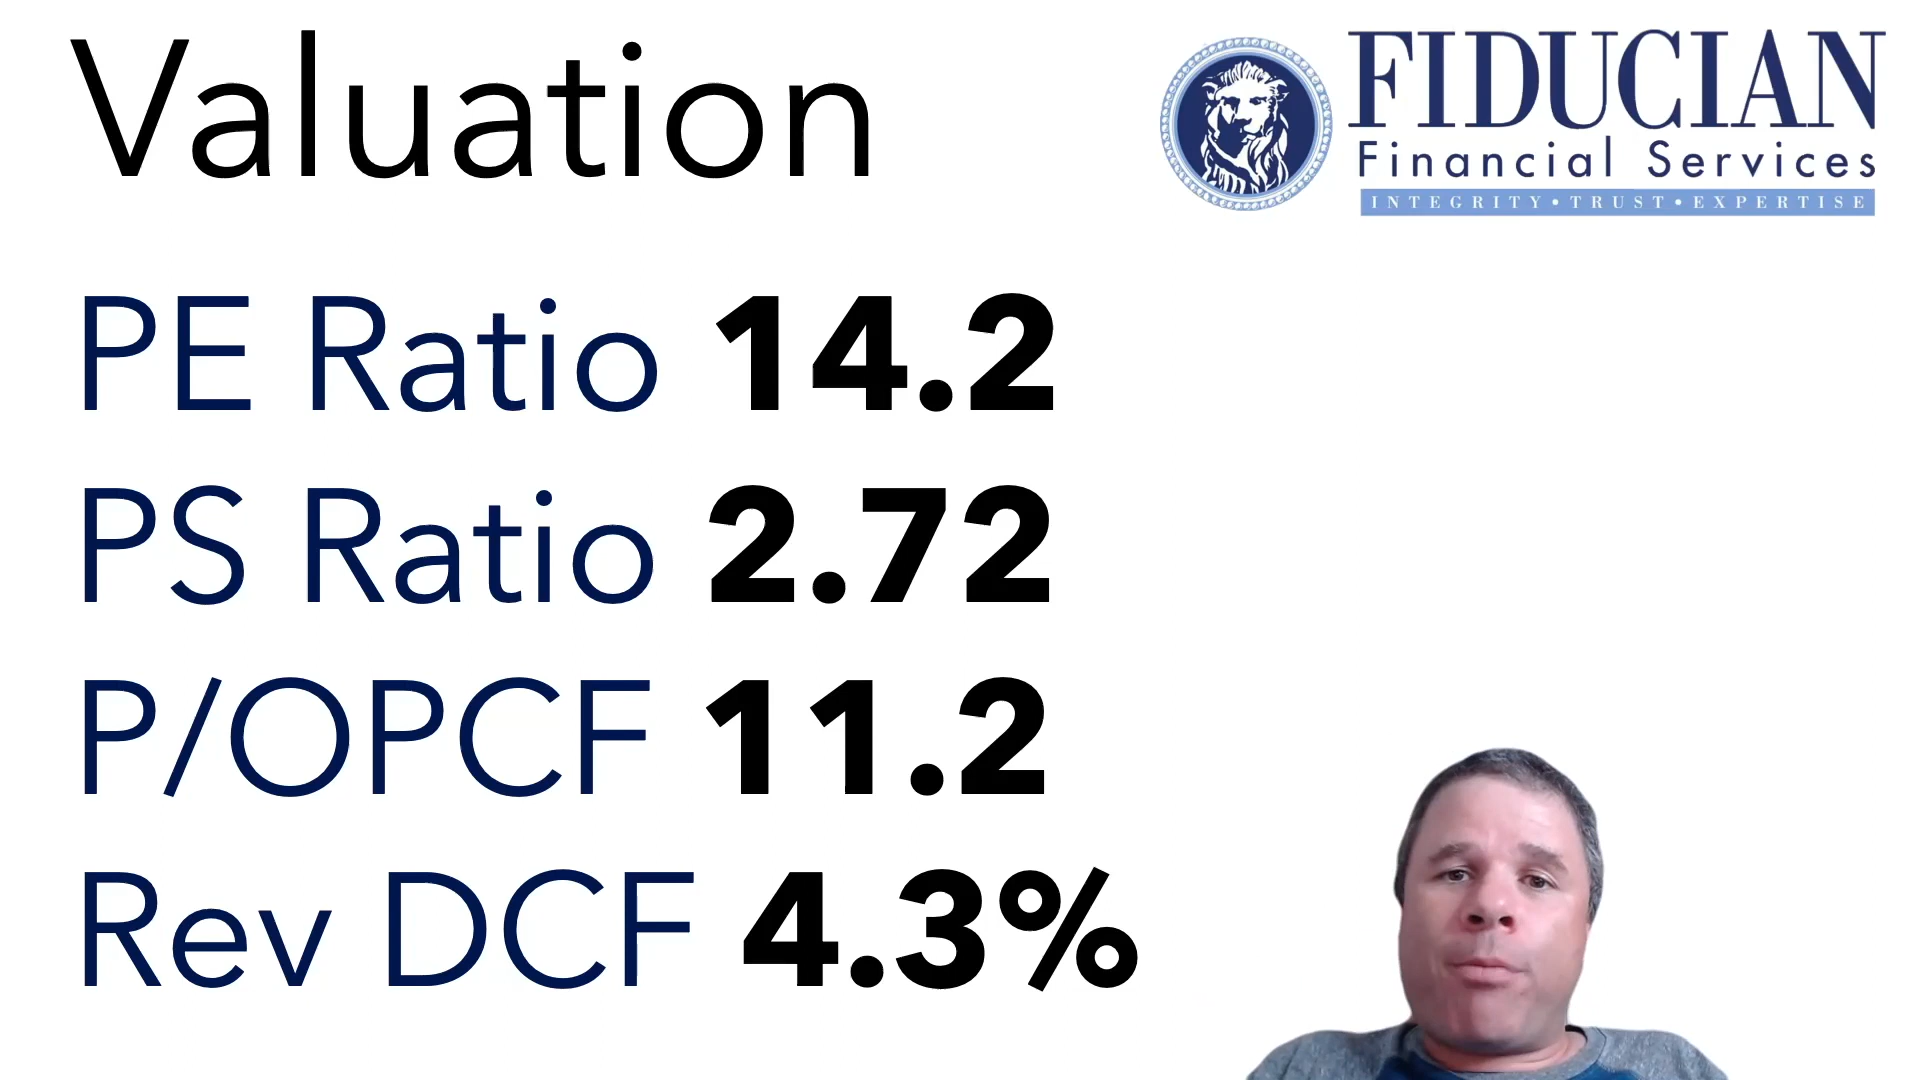 Valuation
FIDUCIAN
Financial Services
INTEGRITY • TRUST • EXPERTISE
PE Ratio 14.2
PS Ratio 2.72
P/OPCF 11.2
Rev DCF 4.3%